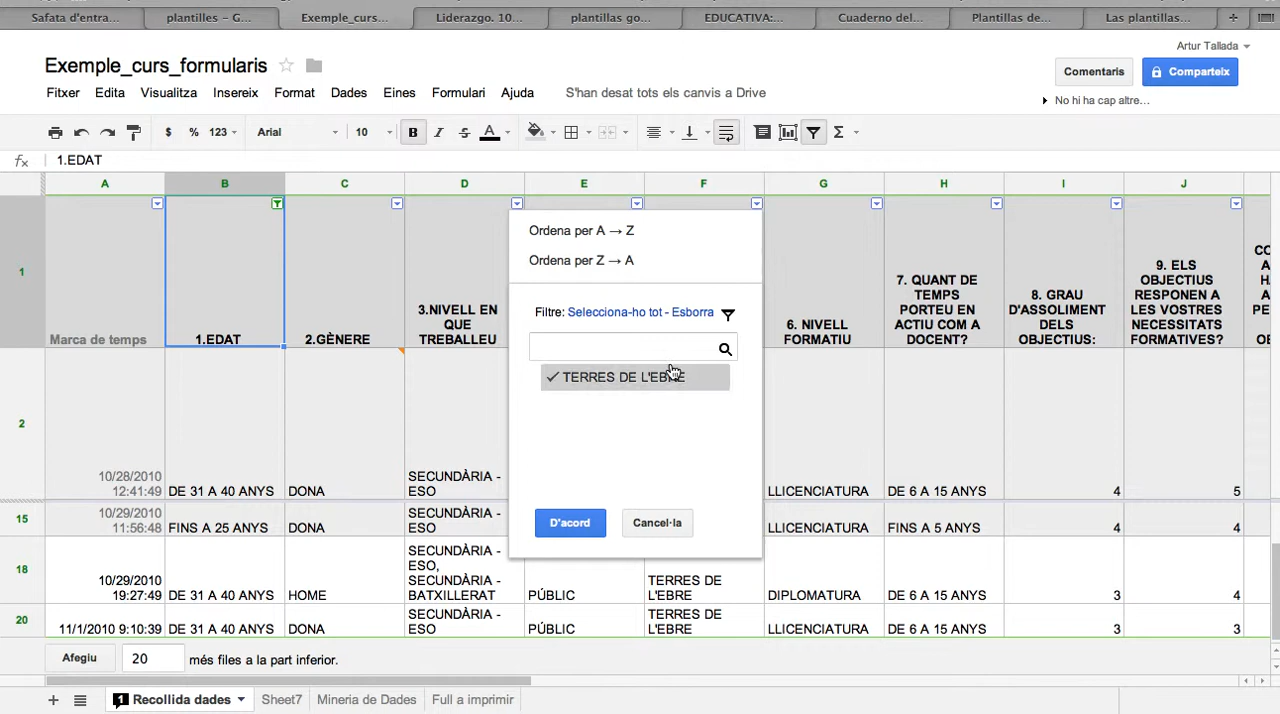 Safata d'entra...
plantilles - G...
Exemple_curs...
Liderazgo. 10...
plantillas go...
EDUCATIVA:...
Cuaderno del...
Plantillas de...
Las plantillas...
Artur Tallada
Exemple_curs_formularis
Comentaris
Comparteix
Fitxer Edita Visualitza Insereix Format Dades Eines Formulari Ajuda S'han desat tots els canvis a Drive
No hi ha cap altre...
$ % 123 Arial 10 B I S A Σ
fx 1.EDAT
A B C D E F G H I J
1
Marca de temps
1.EDAT
2.GÈNERE
3.NIVELL EN
QUE
TREBALLEU
6. NIVELL
FORMATIU
7. QUANT DE
TEMPS
PORTEU EN
ACTIU COM A
DOCENT?
8. GRAU
D'ASSOLIMENT
DELS
OBJECTIUS:
9. ELS
OBJECTIUS
RESPONEN A
LES VOSTRES
NECESSITATS
FORMATIVES?
Ordena per A → Z
Ordena per Z → A
Filtre: Selecciona-ho tot - Esborra
TERRES DE L'EBRE
D'acord
Cancel·la
2
10/28/2010
12:41:49
DE 31 A 40 ANYS
DONA
SECUNDÀRIA -
ESO
LLICENCIATURA
DE 6 A 15 ANYS
4
5
15
10/29/2010
11:56:48
FINS A 25 ANYS
DONA
SECUNDÀRIA -
ESO
LLICENCIATURA
FINS A 5 ANYS
4
4
18
10/29/2010
19:27:49
DE 31 A 40 ANYS
HOME
SECUNDÀRIA -
ESO,
SECUNDÀRIA -
BATXILLERAT
PÚBLIC
TERRES DE
L'EBRE
DIPLOMATURA
DE 6 A 15 ANYS
3
4
20
11/1/2010 9:10:39
DE 31 A 40 ANYS
DONA
SECUNDÀRIA -
ESO
PÚBLIC
TERRES DE
L'EBRE
LLICENCIATURA
DE 6 A 15 ANYS
3
3
Afegiu 20 més files a la part inferior.
1 Recollida dades
Sheet7
Mineria de Dades
Full a imprimir